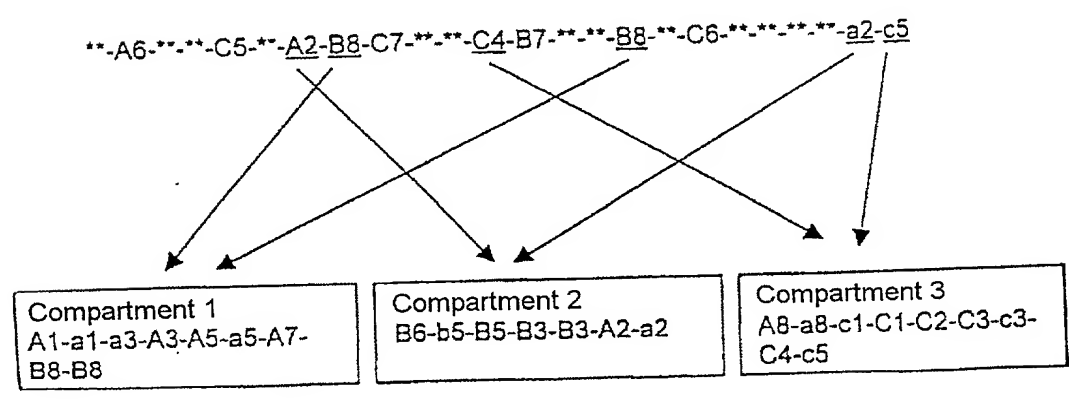 **-A6-**-**-C5-**-A2-B8-C7-**-**-C4-B7-**-**-B8-**-C6-**-**-**-**-a2-c5
Compartment 1
A1-a1-a3-A3-A5-a5-A7-
B8-B8
Compartment 2
B6-b5-B5-B3-B3-A2-a2
Compartment 3
A8-a8-c1-C1-C2-C3-c3-
C4-c5